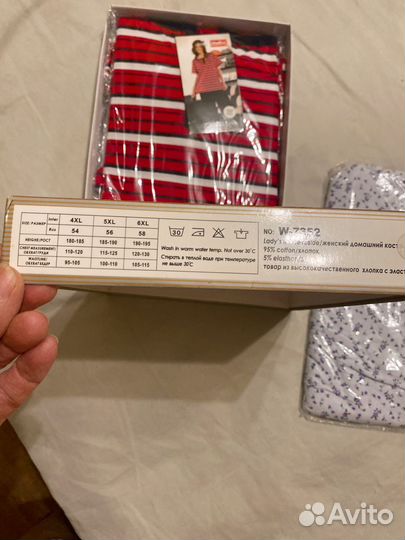 SIZE/РАЗМЕР Inter 4XL 5XL 6XL
Rus 54 56 58
HEIGHT/РОСТ 180-185 185-190 190-195
CHEST MEASUREMENT/
ОБХВАТ ГРУДИ 110-120 115-125 120-130
WAISTLINE/
ОБХВАТ БЕДЕР 95-105 100-110 105-115
30
Wash in warm water temp. Not over 30°C
Стирать в теплой воде при температуре
не выше 30°C
NO: W-7352
Lady's /женский домашний кост
95% cotton/хлопок
5% elasthan/
товар из высококачественного хлопка с эласт
Avito